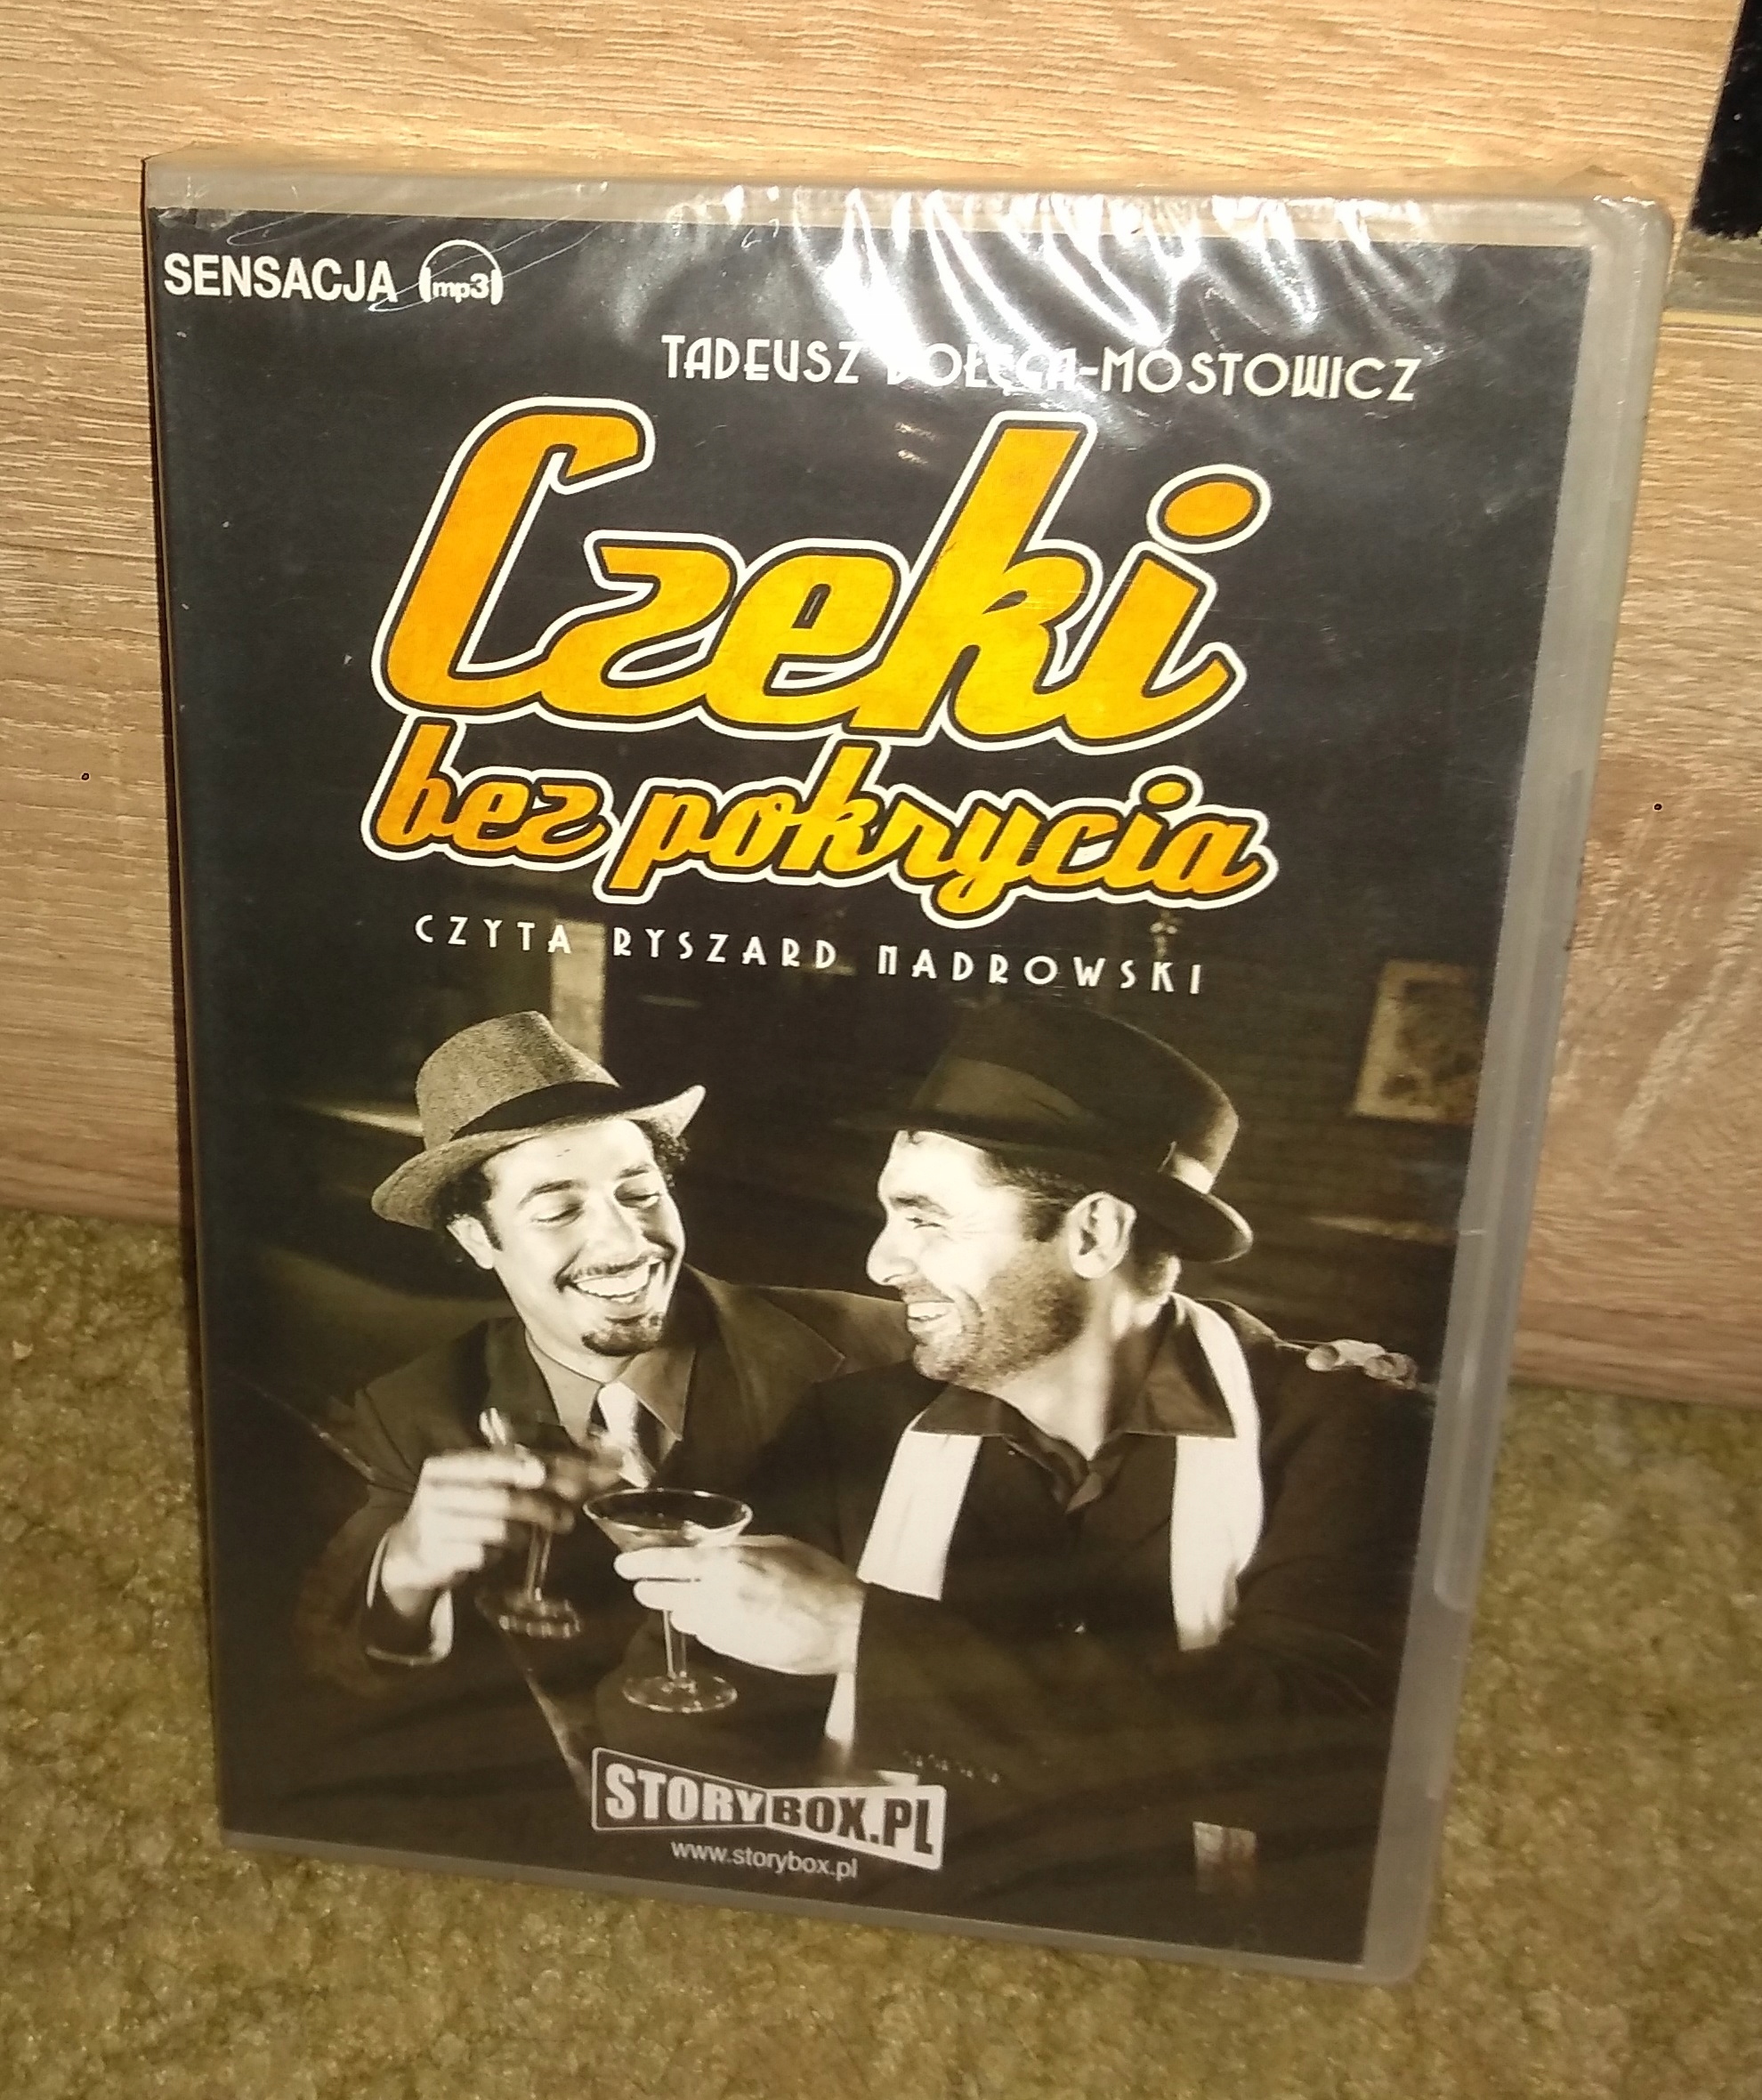 SENSACJA mp3
TADEUSZ DOŁĘGA-MOSTOWICZ
Czeki
bez pokrycia
CZYTA RYSZARD NADROWSKI
STORYBOX.PL
www.storybox.pl